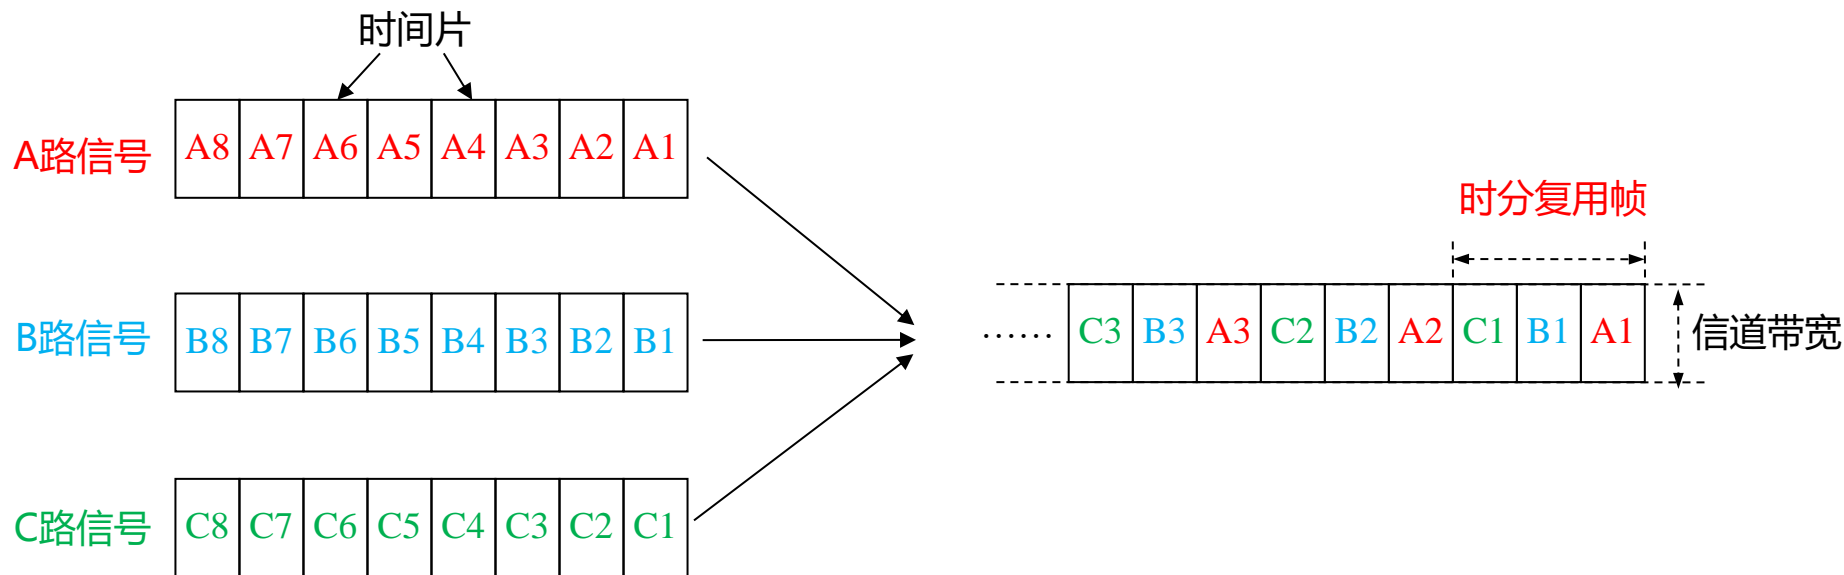 时间片
A路信号 A8 A7 A6 A5 A4 A3 A2 A1
时分复用帧
B路信号 B8 B7 B6 B5 B4 B3 B2 B1
…… C3 B3 A3 C2 B2 A2 C1 B1 A1 信道带宽
C路信号 C8 C7 C6 C5 C4 C3 C2 C1